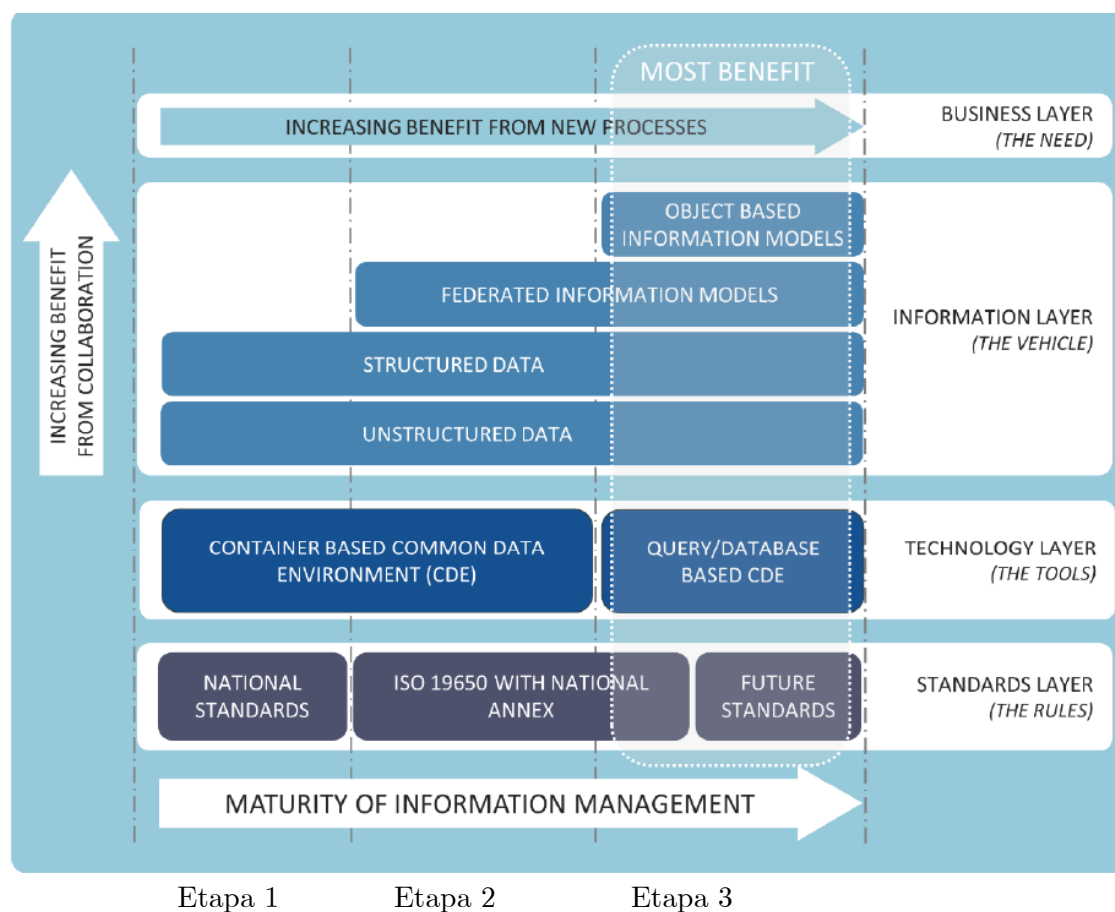 MOST BENEFIT
INCREASING BENEFIT FROM NEW PROCESSES
BUSINESS LAYER
(THE NEED)
INCREASING BENEFIT
FROM COLLABORATION
OBJECT BASED
INFORMATION MODELS
FEDERATED INFORMATION MODELS
STRUCTURED DATA
UNSTRUCTURED DATA
INFORMATION LAYER
(THE VEHICLE)
CONTAINER BASED COMMON DATA
ENVIRONMENT (CDE)
QUERY/DATABASE
BASED CDE
TECHNOLOGY LAYER
(THE TOOLS)
NATIONAL
STANDARDS
ISO 19650 WITH NATIONAL
ANNEX
FUTURE
STANDARDS
STANDARDS LAYER
(THE RULES)
MATURITY OF INFORMATION MANAGEMENT
Etapa 1
Etapa 2
Etapa 3